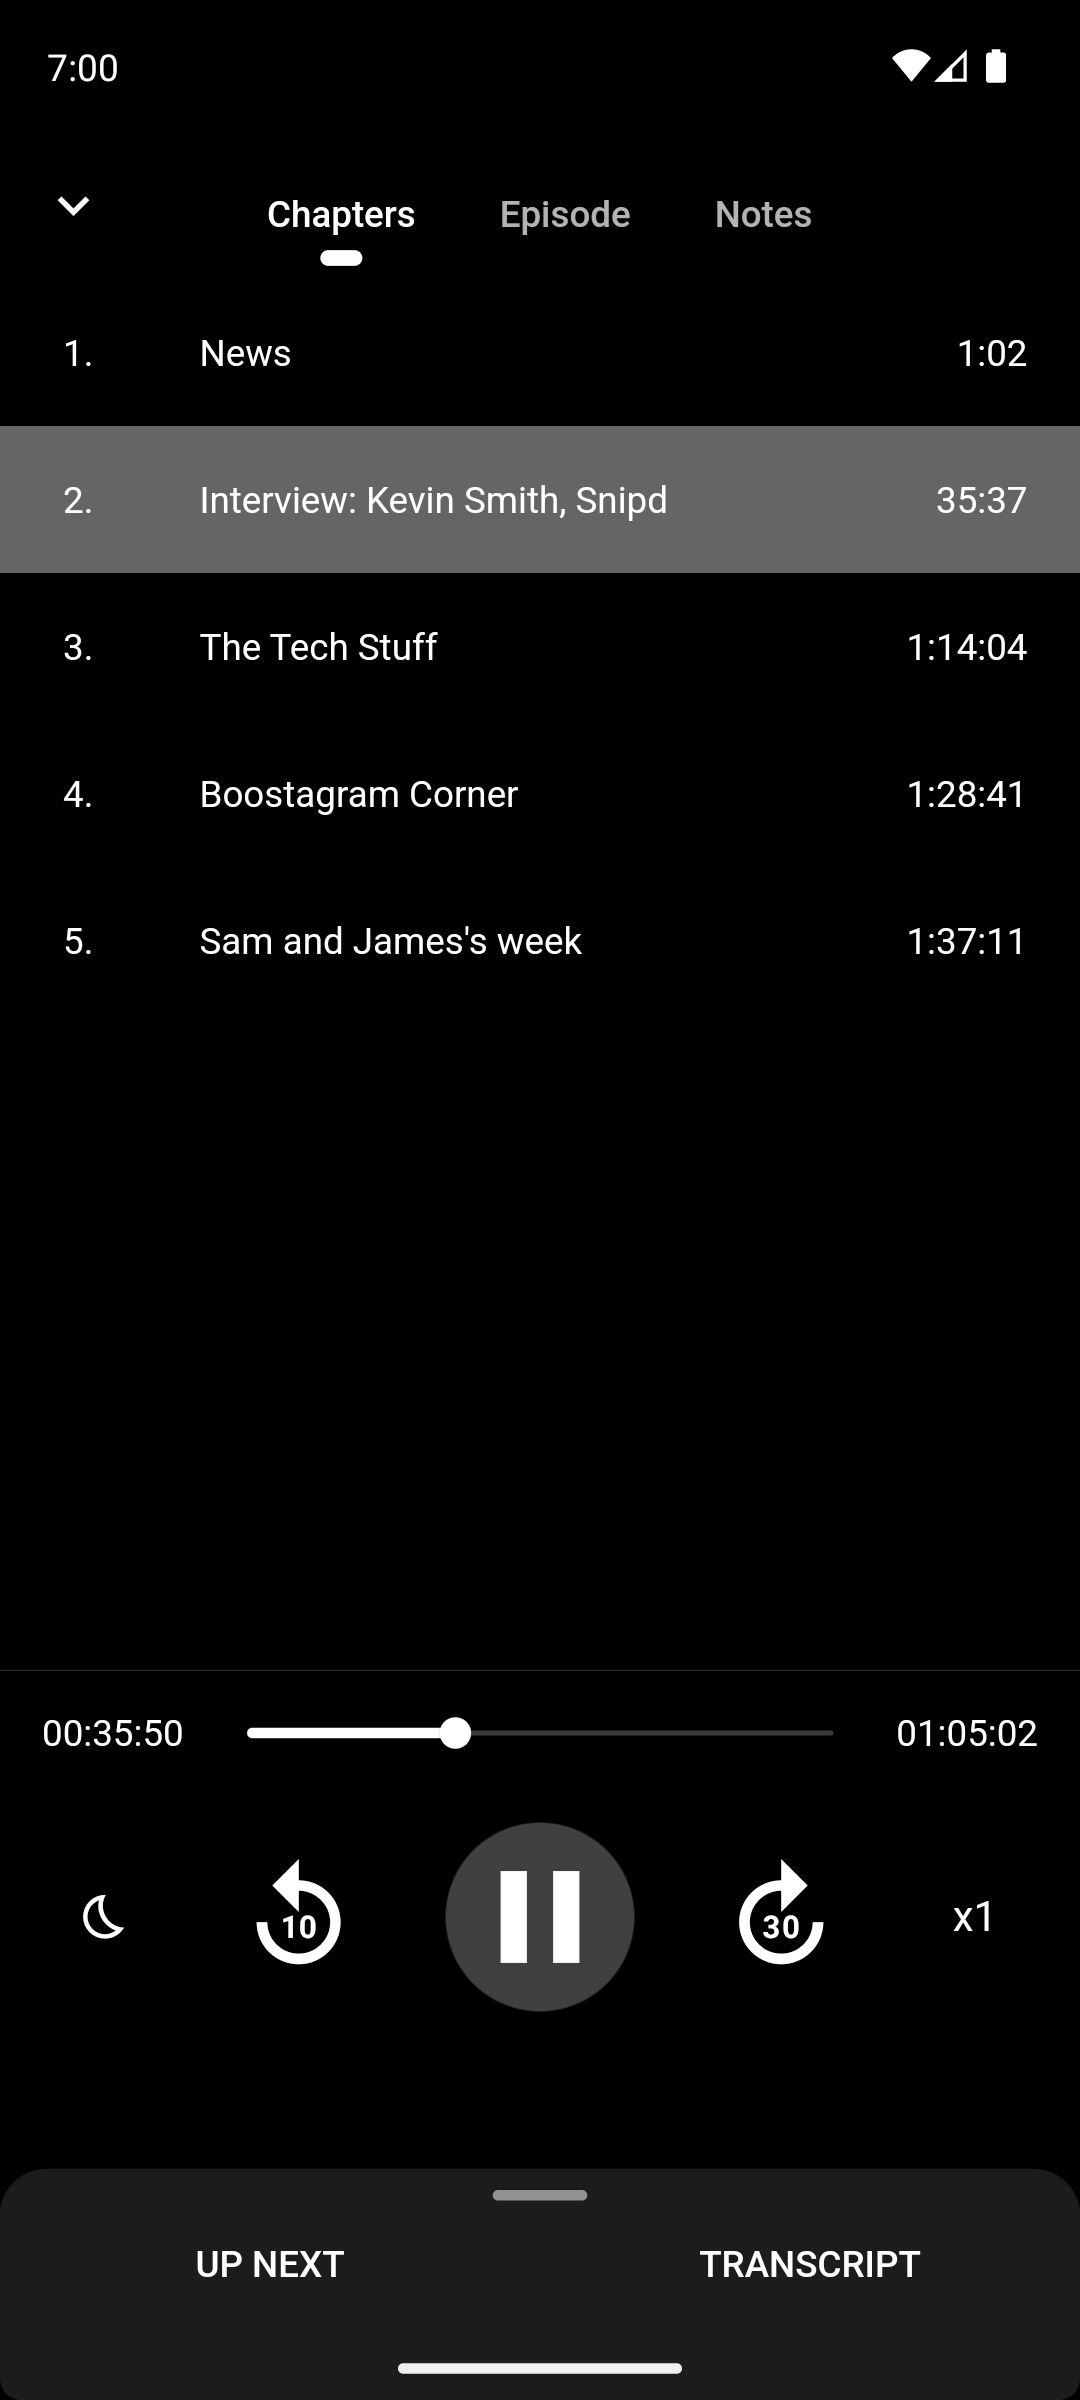 7:00
Chapters Episode Notes
1. News 1:02
2. Interview: Kevin Smith, Snipd 35:37
3. The Tech Stuff 1:14:04
4. Boostagram Corner 1:28:41
5. Sam and James's week 1:37:11
00:35:50 01:05:02
10 30 x1
UP NEXT TRANSCRIPT